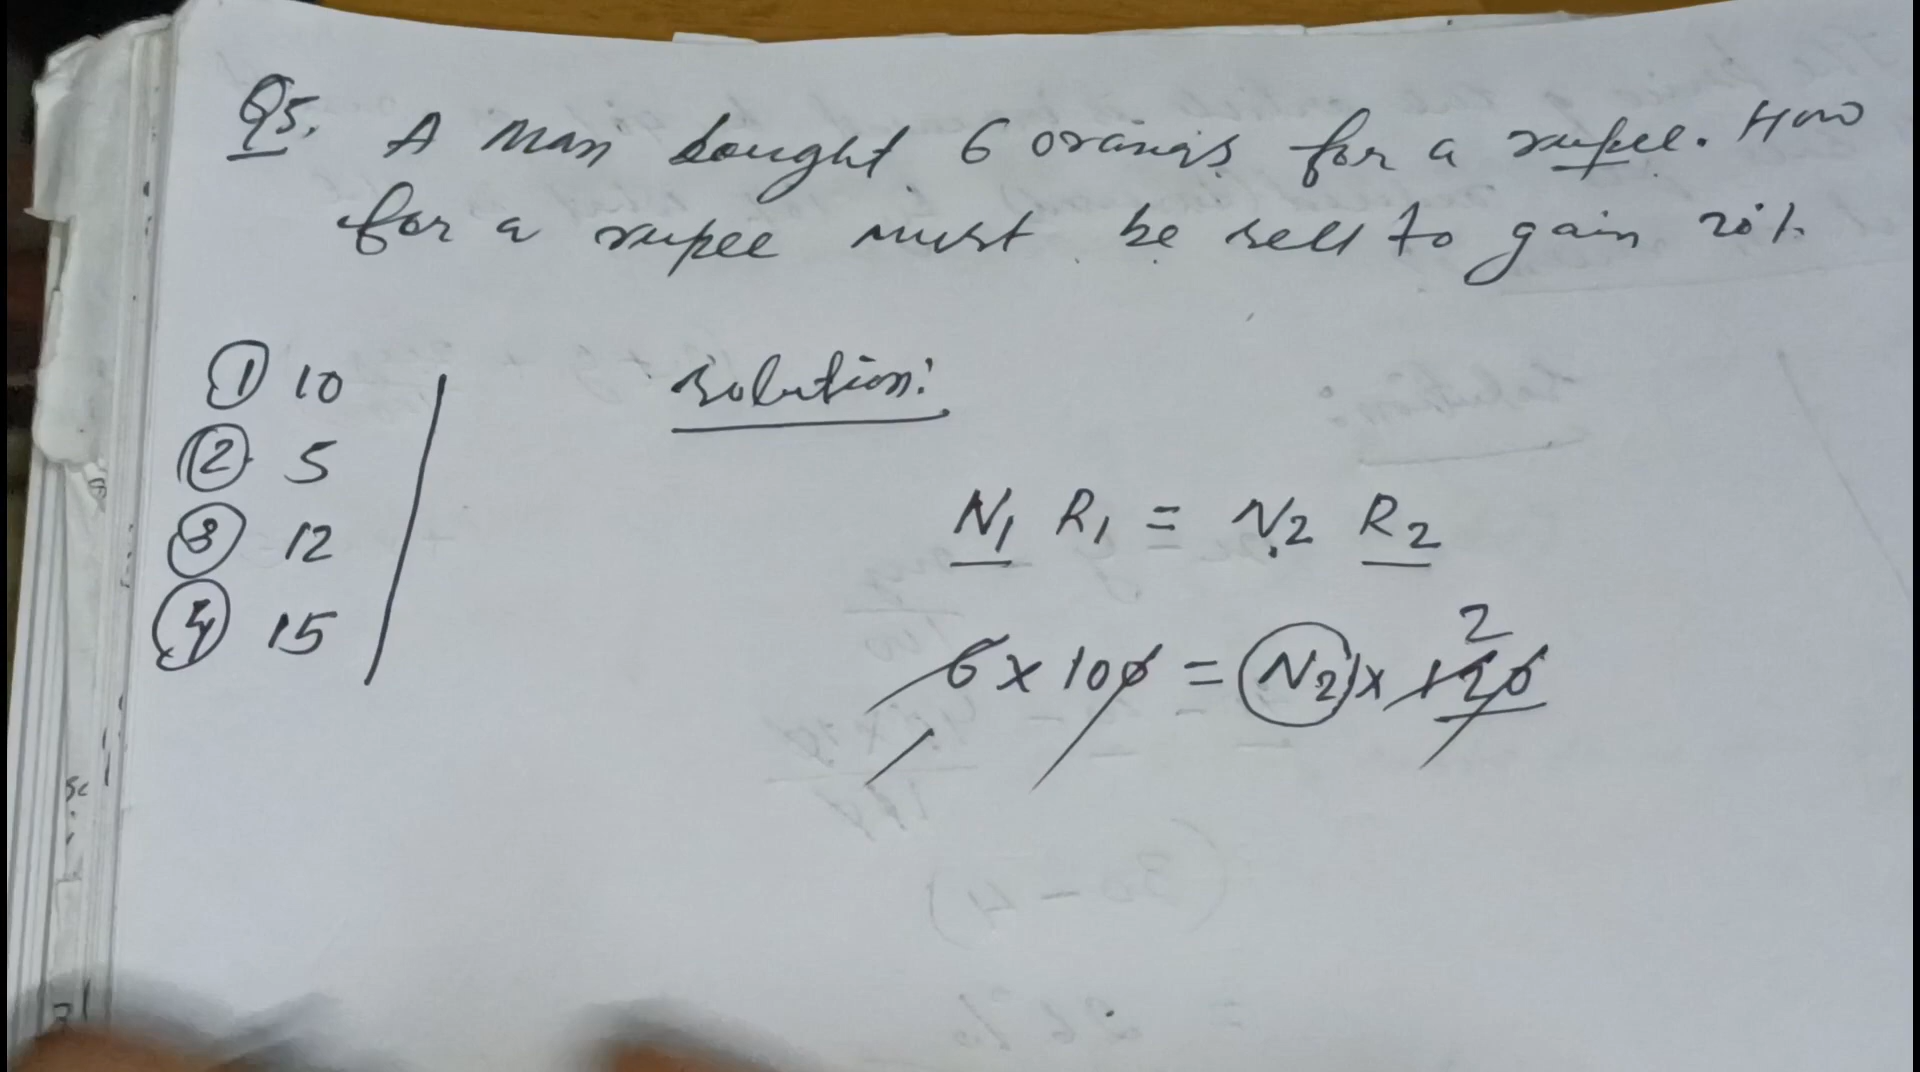 Q5. A Man bought 6 oranges for a rupee. How
for a rupee must be sell to gain 20%
① 10
② 5
③ 12
④ 15
Solution:
N1 R1 = N2 R2
6 x 100 = N2 x 120
2